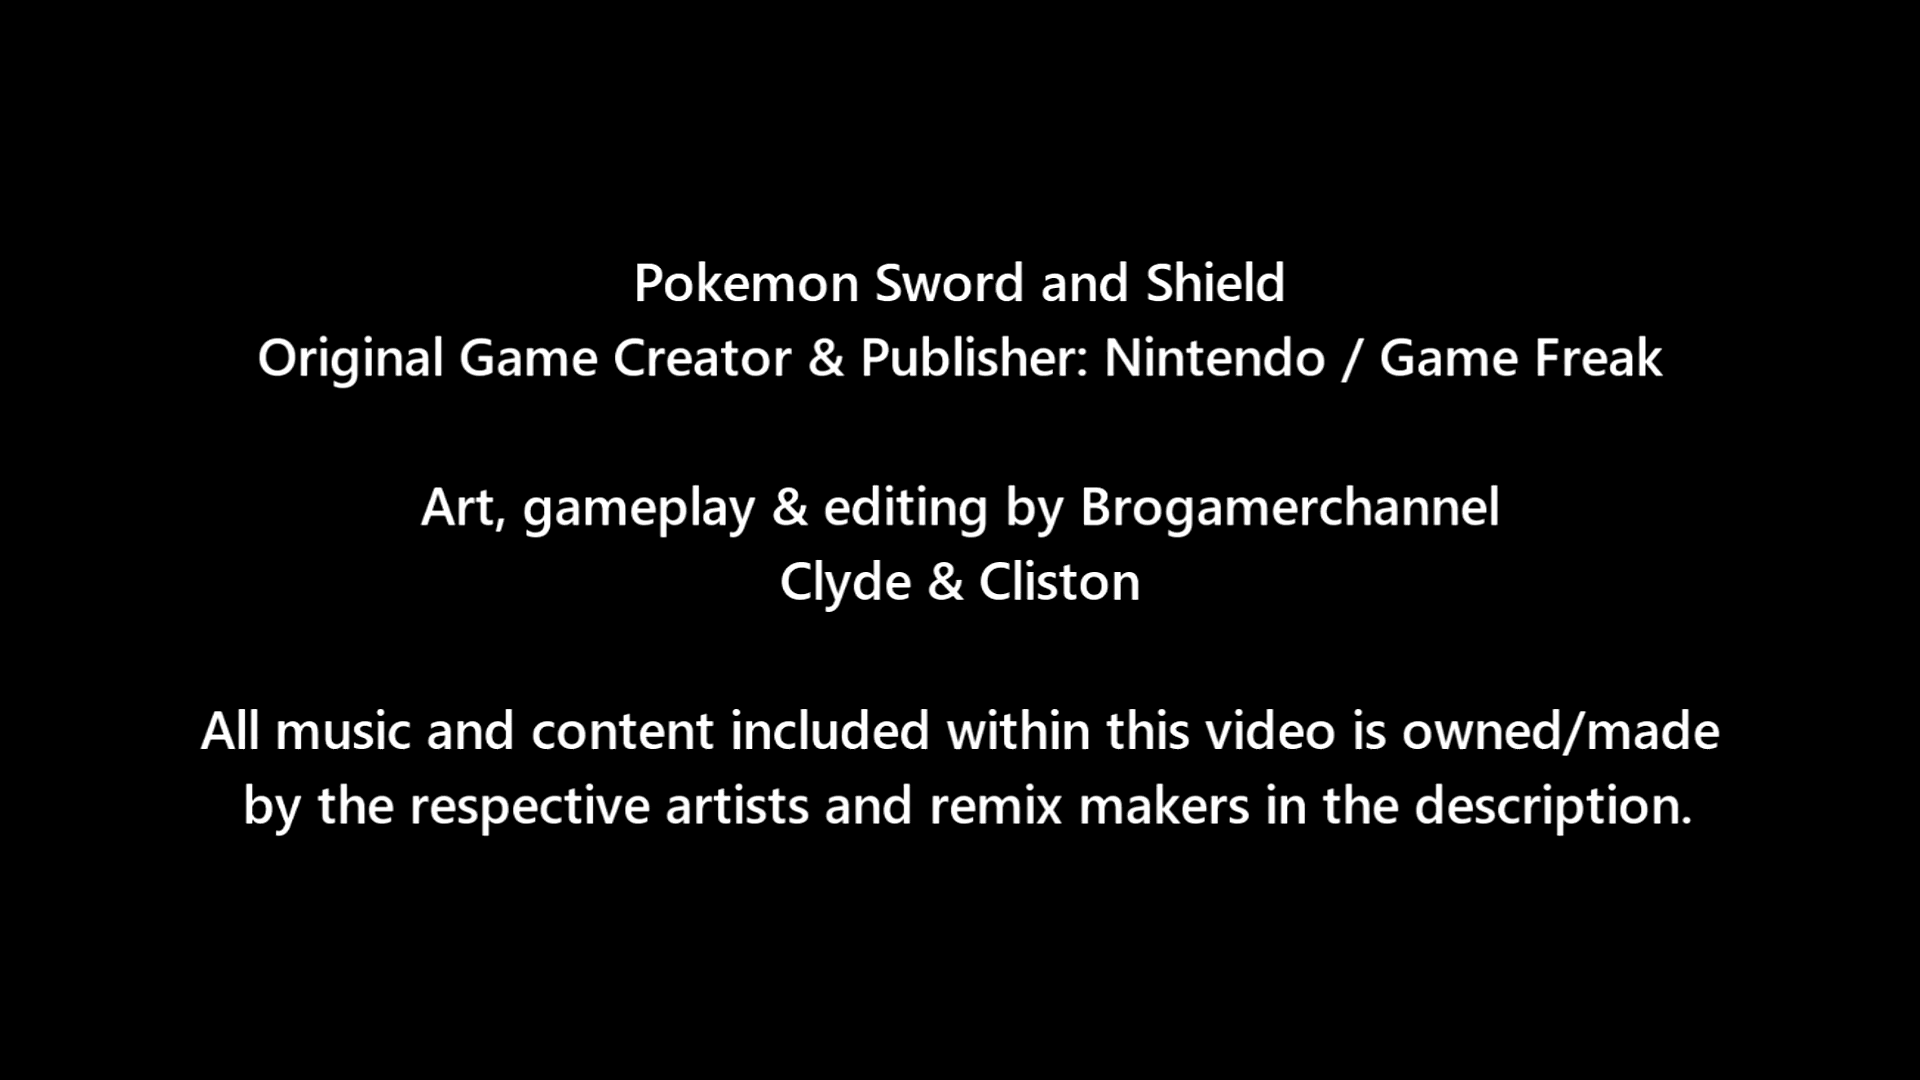 Pokemon Sword and Shield
Original Game Creator & Publisher: Nintendo / Game Freak
Art, gameplay & editing by Brogamerchannel
Clyde & Cliston
All music and content included within this video is owned/made
by the respective artists and remix makers in the description.